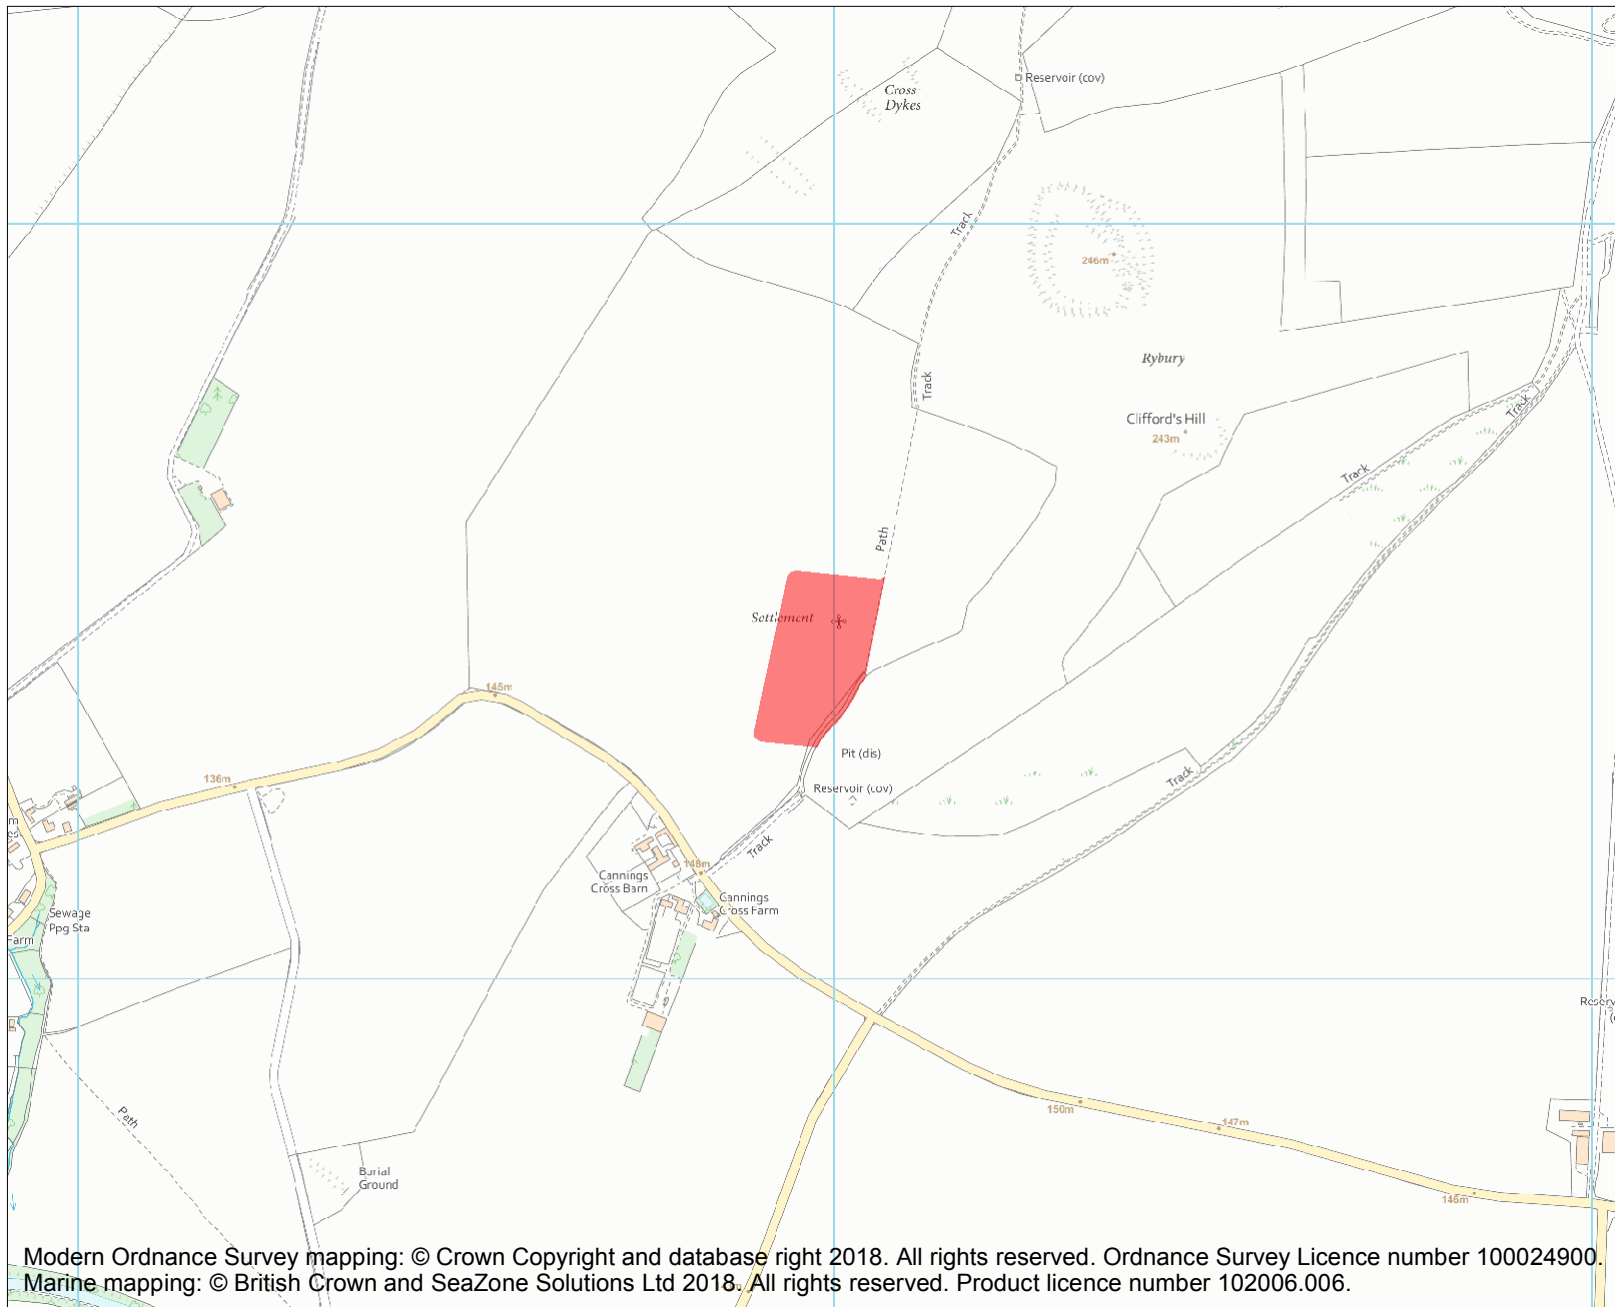 Reservoir (cov)
Cross
Dykes
Track
246m
Rybury
Track
Clifford's Hill
243m
Track
Track
Path
Settlement
145m
136m
Pit (dis)
Reservoir (cov)
Track
Track
148m
Cannings
Cross Barn
Cannings
Cross Farm
Sewage
Ppg Sta
Farm
150m
147m
146m
Path
Burial
Ground
Modern Ordnance Survey mapping: © Crown Copyright and database right 2018. All rights reserved. Ordnance Survey Licence number 100024900.
Marine mapping: © British Crown and SeaZone Solutions Ltd 2018. All rights reserved. Product licence number 102006.006.